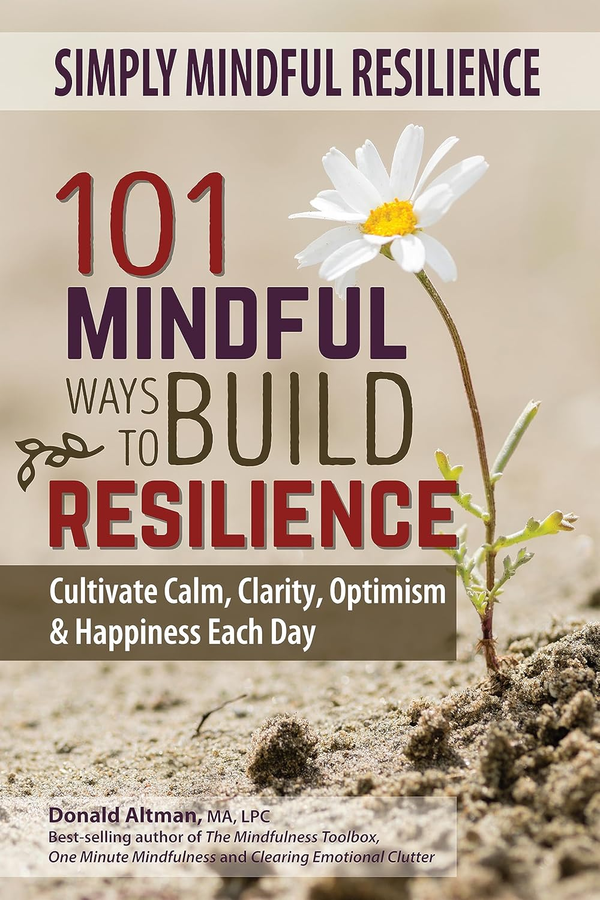 SIMPLY MINDFUL RESILIENCE
101
MINDFUL
WAYS
TO BUILD
RESILIENCE
Cultivate Calm, Clarity, Optimism
& Happiness Each Day
Donald Altman, MA, LPC
Best-selling author of The Mindfulness Toolbox,
One Minute Mindfulness and Clearing Emotional Clutter